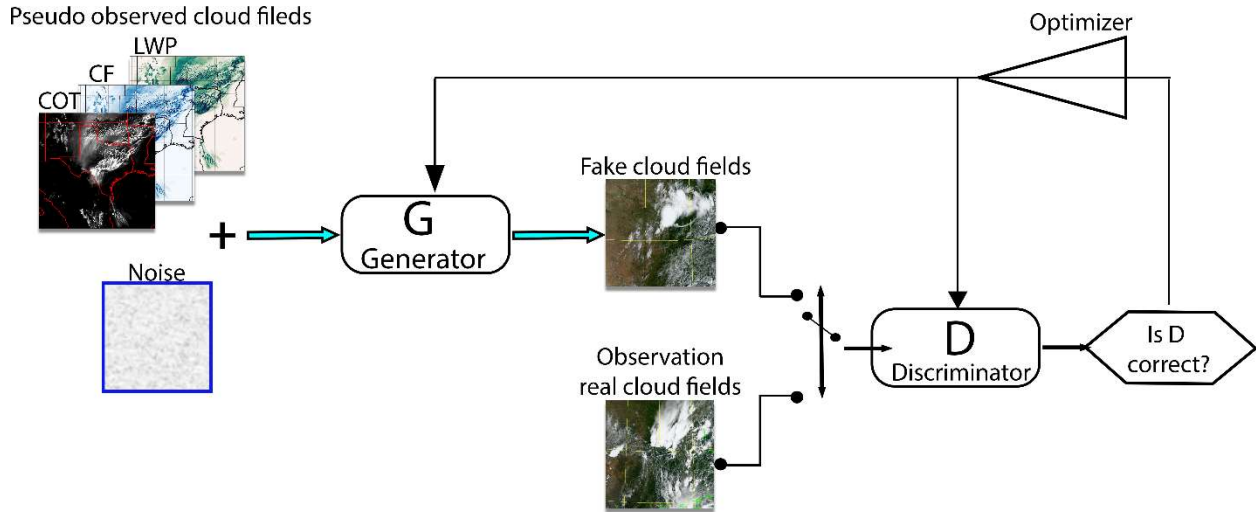 Pseudo observed cloud fileds
LWP
CF
COT
+
Noise
G
Generator
Fake cloud fields
Observation
real cloud fields
Optimizer
D
Discriminator
Is D
correct?